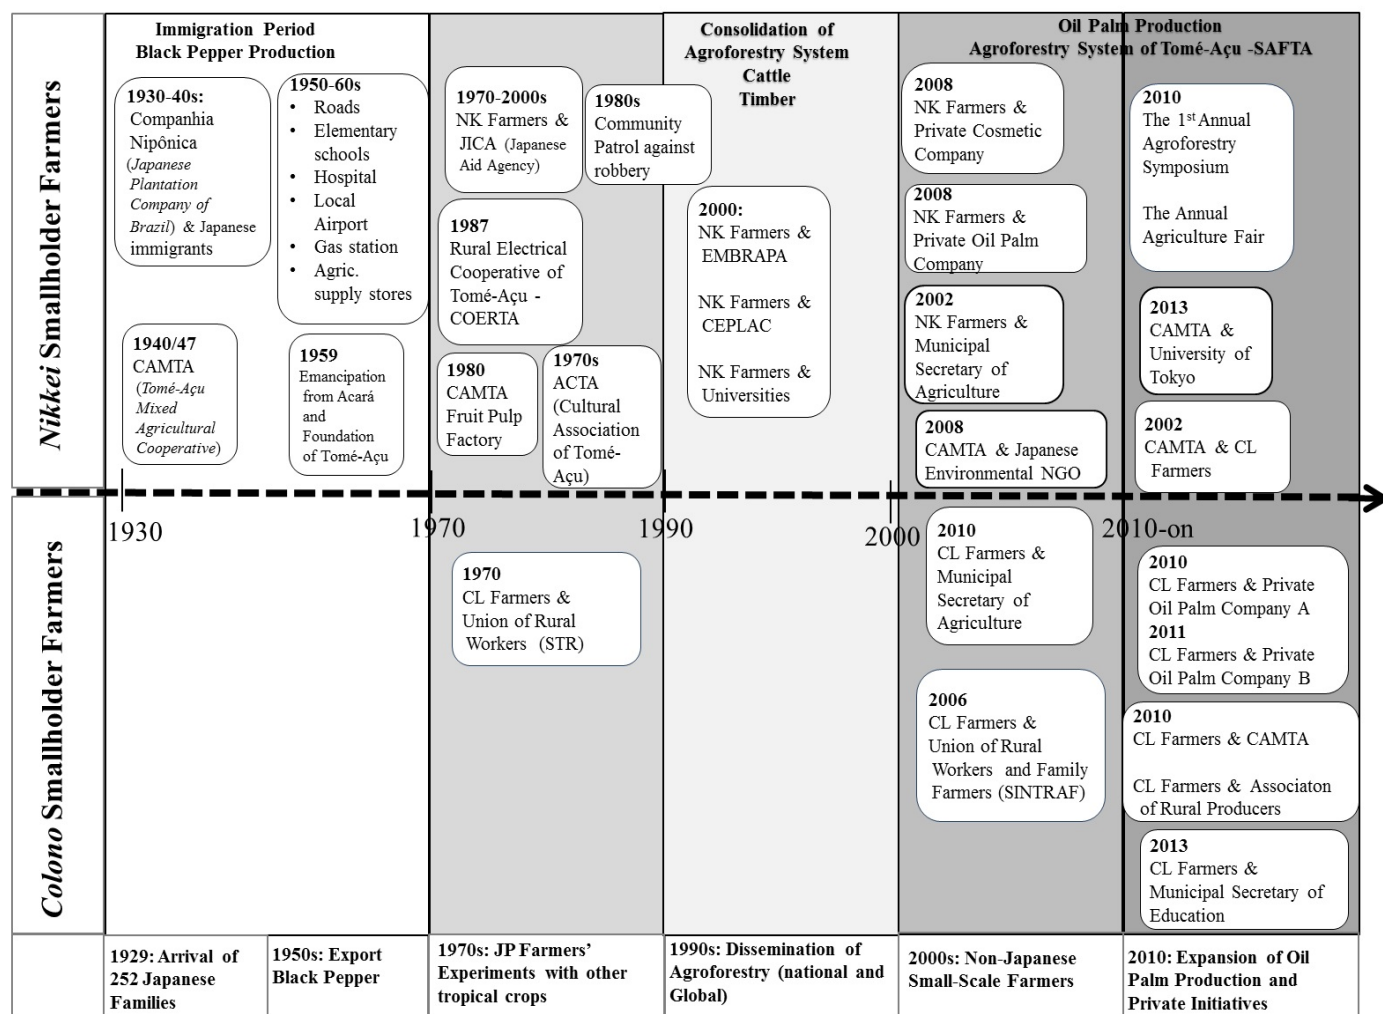 Immigration Period
Black Pepper Production
Consolidation of
Agroforestry System
Cattle
Timber
Oil Palm Production
Agroforestry System of Tomé-Açu -SAFTA
Nikkei Smallholder Farmers
1930-40s:
Companhia
Nipônica
(Japanese
Plantation
Company of
Brazil) & Japanese
immigrants
1950-60s
• Roads
• Elementary
schools
• Hospital
• Local
Airport
• Gas station
• Agric.
supply stores
1940/47
CAMTA
(Tomé-Açu
Mixed
Agricultural
Cooperative)
1959
Emancipation
from Acará
and
Foundation
of Tomé-Açu
1970-2000s
NK Farmers &
JICA (Japanese
Aid Agency)
1980s
Community
Patrol against
robbery
1987
Rural Electrical
Cooperative of
Tomé-Açu -
COERTA
1980
CAMTA
Fruit Pulp
Factory
1970s
ACTA
(Cultural
Association
of Tomé-
Açu)
2000:
NK Farmers &
EMBRAPA
NK Farmers &
CEPLAC
NK Farmers &
Universities
2008
NK Farmers &
Private Cosmetic
Company
2008
NK Farmers &
Private Oil Palm
Company
2002
NK Farmers &
Municipal
Secretary of
Agriculture
2008
CAMTA & Japanese
Environmental NGO
2010
The 1st Annual
Agroforestry
Symposium
The Annual
Agriculture Fair
2013
CAMTA &
University of
Tokyo
2002
CAMTA & CL
Farmers
1930
1970
1990
2000
2010-on
Colono Smallholder Farmers
1970
CL Farmers &
Union of Rural
Workers (STR)
2010
CL Farmers &
Municipal
Secretary of
Agriculture
2006
CL Farmers &
Union of Rural
Workers and Family
Farmers (SINTRAF)
2010
CL Farmers & Private
Oil Palm Company A
2011
CL Farmers & Private
Oil Palm Company B
2010
CL Farmers & CAMTA
CL Farmers & Associaton
of Rural Producers
2013
CL Farmers &
Municipal Secretary of
Education
1929: Arrival of
252 Japanese
Families
1950s: Export
Black Pepper
1970s: JP Farmers’
Experiments with other
tropical crops
1990s: Dissemination of
Agroforestry (national and
Global)
2000s: Non-Japanese
Small-Scale Farmers
2010: Expansion of Oil
Palm Production and
Private Initiatives